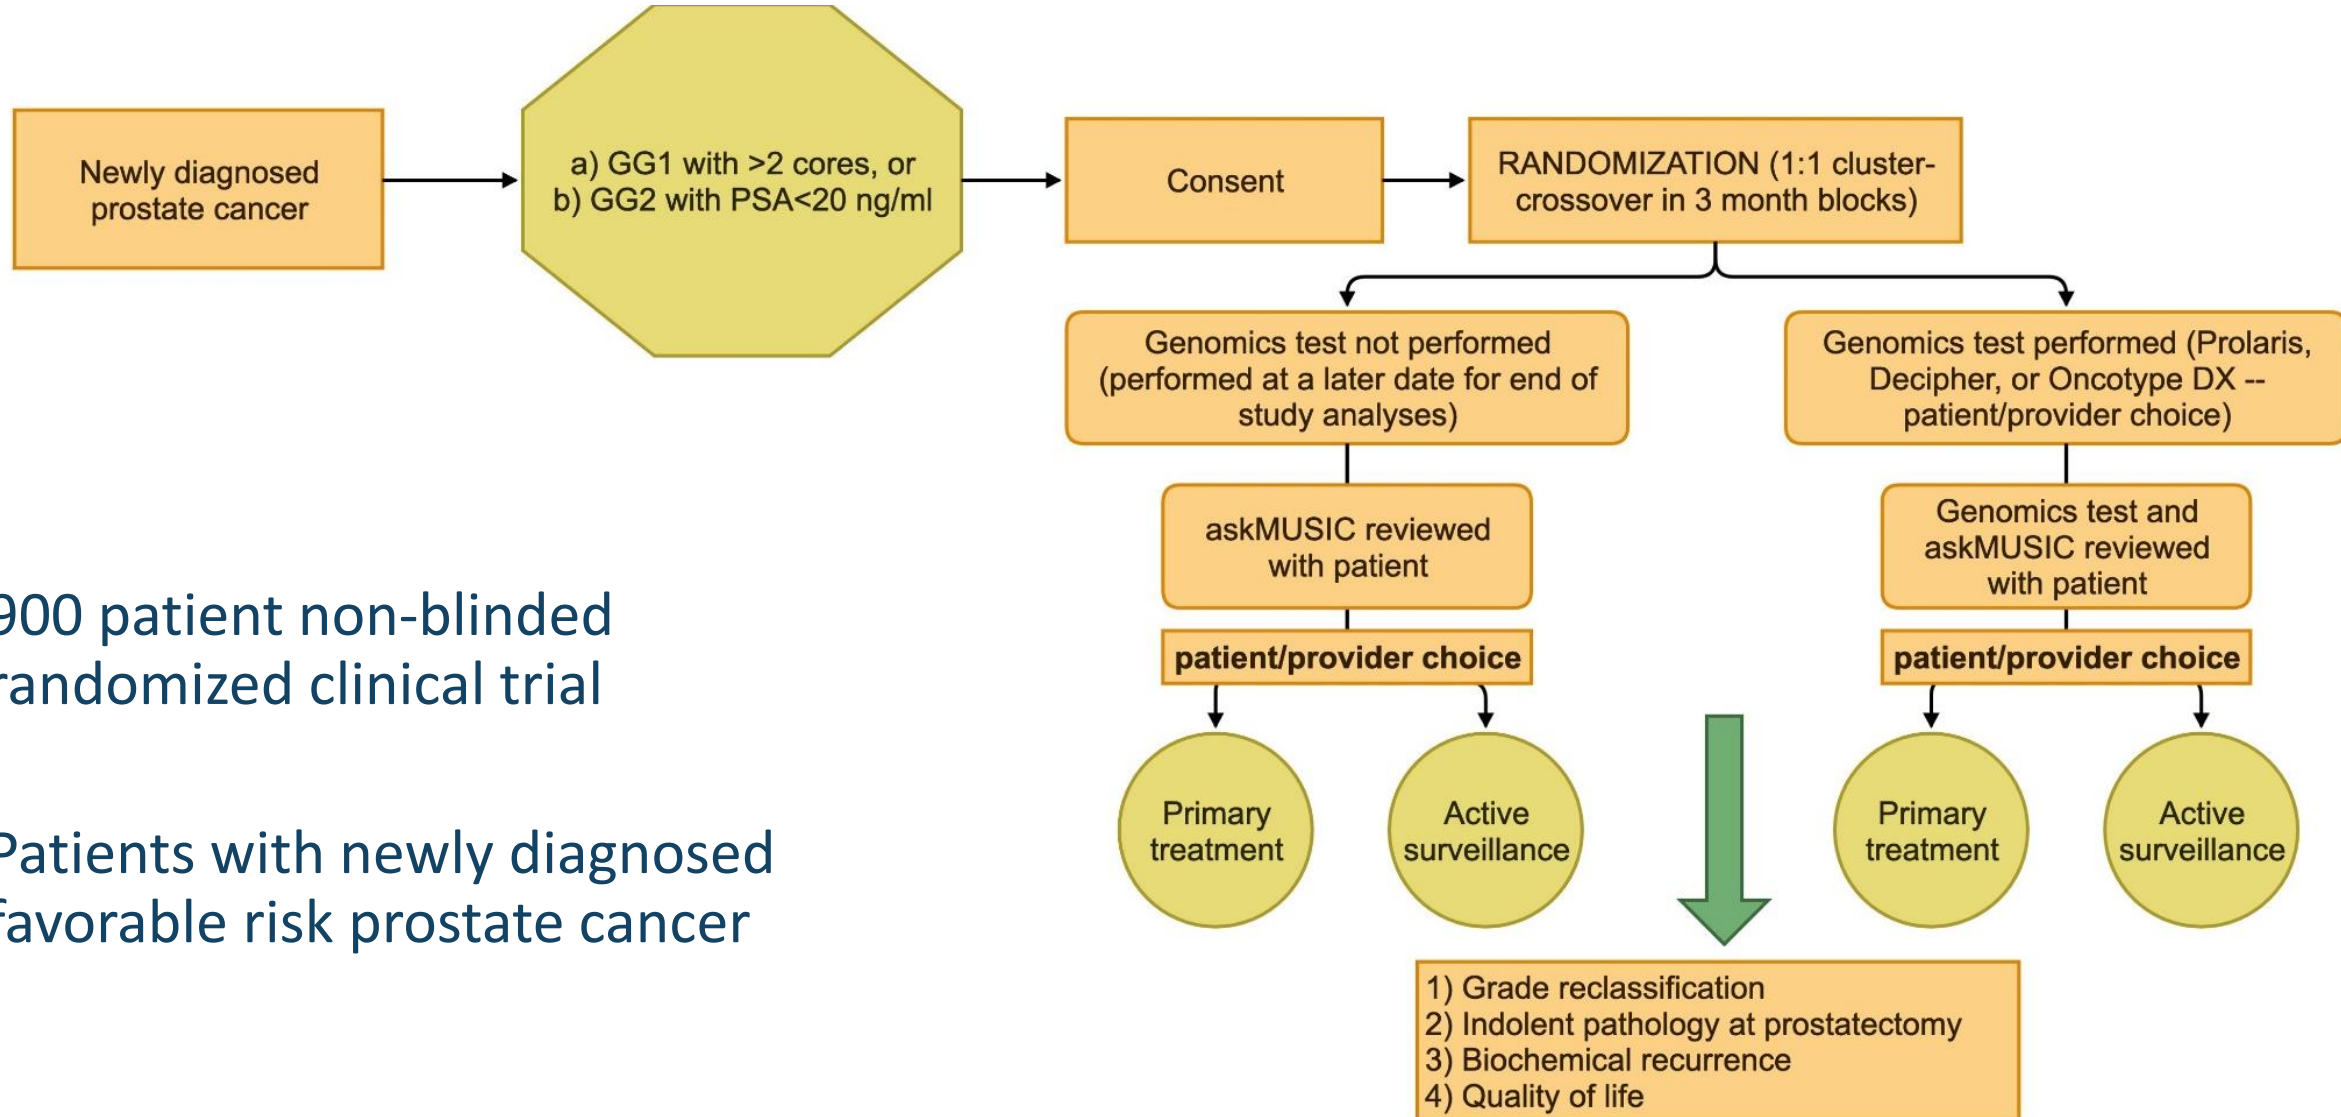 Newly diagnosed
prostate cancer
a) GG1 with >2 cores, or
b) GG2 with PSA<20 ng/ml
Consent
RANDOMIZATION (1:1 cluster-
crossover in 3 month blocks)
Genomics test not performed
(performed at a later date for end of
study analyses)
Genomics test performed (Prolaris,
Decipher, or Oncotype DX --
patient/provider choice)
askMUSIC reviewed
with patient
Genomics test and
askMUSIC reviewed
with patient
patient/provider choice
patient/provider choice
Primary
treatment
Active
surveillance
Primary
treatment
Active
surveillance
900 patient non-blinded
randomized clinical trial
Patients with newly diagnosed
favorable risk prostate cancer
1) Grade reclassification
2) Indolent pathology at prostatectomy
3) Biochemical recurrence
4) Quality of life